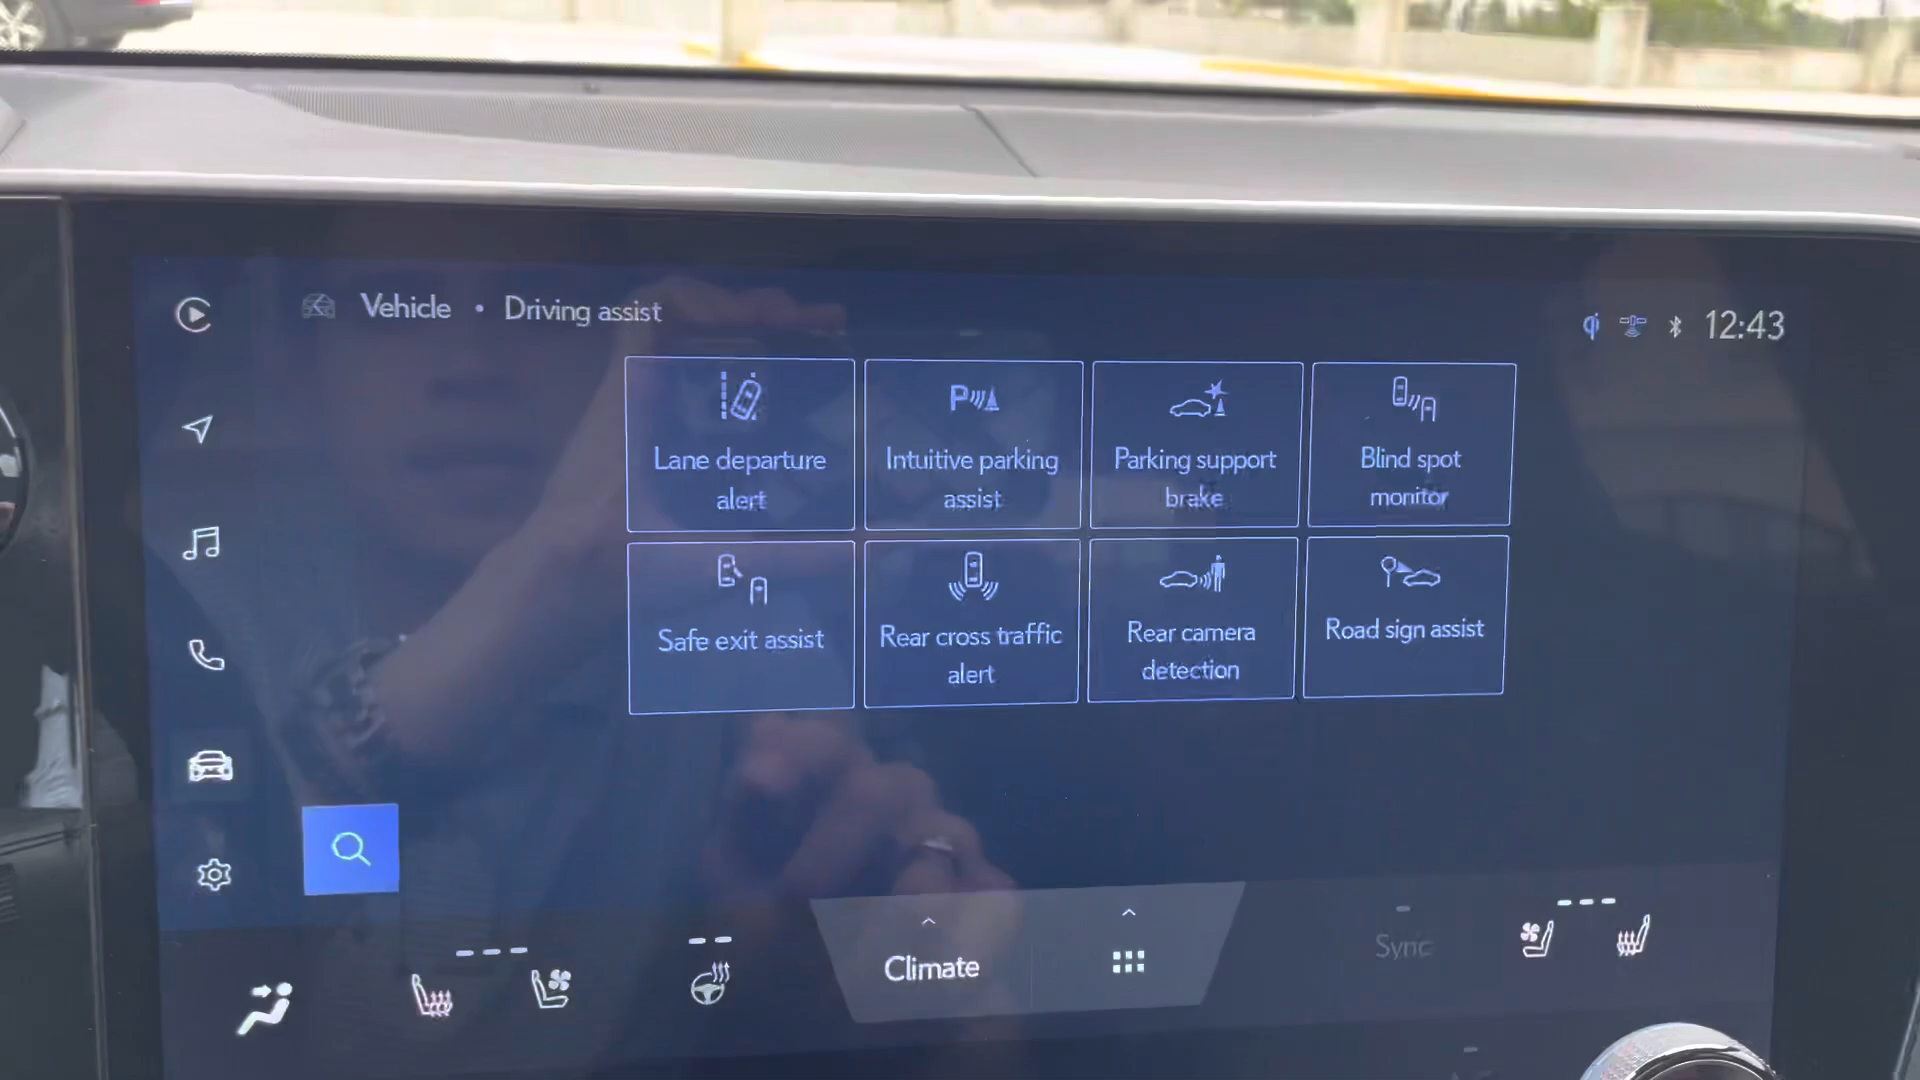 Vehicle • Driving assist
12:43
Lane departure
alert
P
Intuitive parking
assist
Parking support
brake
Blind spot
monitor
Safe exit assist
Rear cross traffic
alert
Rear camera
detection
Road sign assist
Climate
Sync